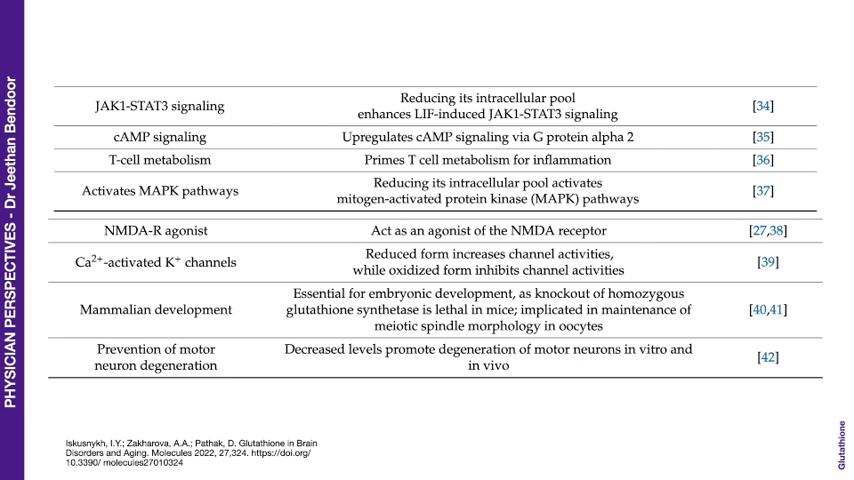 PHYSICIAN PERSPECTIVES - Dr Jeethan Bendoor
JAK1-STAT3 signaling
Reducing its intracellular pool
enhances LIF-induced JAK1-STAT3 signaling
[34]
cAMP signaling
Upregulates cAMP signaling via G protein alpha 2
[35]
T-cell metabolism
Primes T cell metabolism for inflammation
[36]
Activates MAPK pathways
Reducing its intracellular pool activates
mitogen-activated protein kinase (MAPK) pathways
[37]
NMDA-R agonist
Act as an agonist of the NMDA receptor
[27,38]
Ca²⁺-activated K⁺ channels
Reduced form increases channel activities,
while oxidized form inhibits channel activities
[39]
Mammalian development
Essential for embryonic development, as knockout of homozygous
glutathione synthetase is lethal in mice; implicated in maintenance of
meiotic spindle morphology in oocytes
[40,41]
Prevention of motor
neuron degeneration
Decreased levels promote degeneration of motor neurons in vitro and
in vivo
[42]
Iskusnykh, I.Y.; Zakharova, A.A.; Pathak, D. Glutathione in Brain
Disorders and Aging. Molecules 2022, 27,324. https://doi.org/
10.3390/ molecules27010324
Glutathione